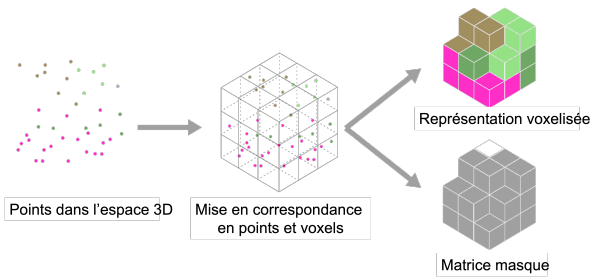 Représentation voxelisée
Points dans l'espace 3D
Mise en correspondance
en points et voxels
Matrice masque